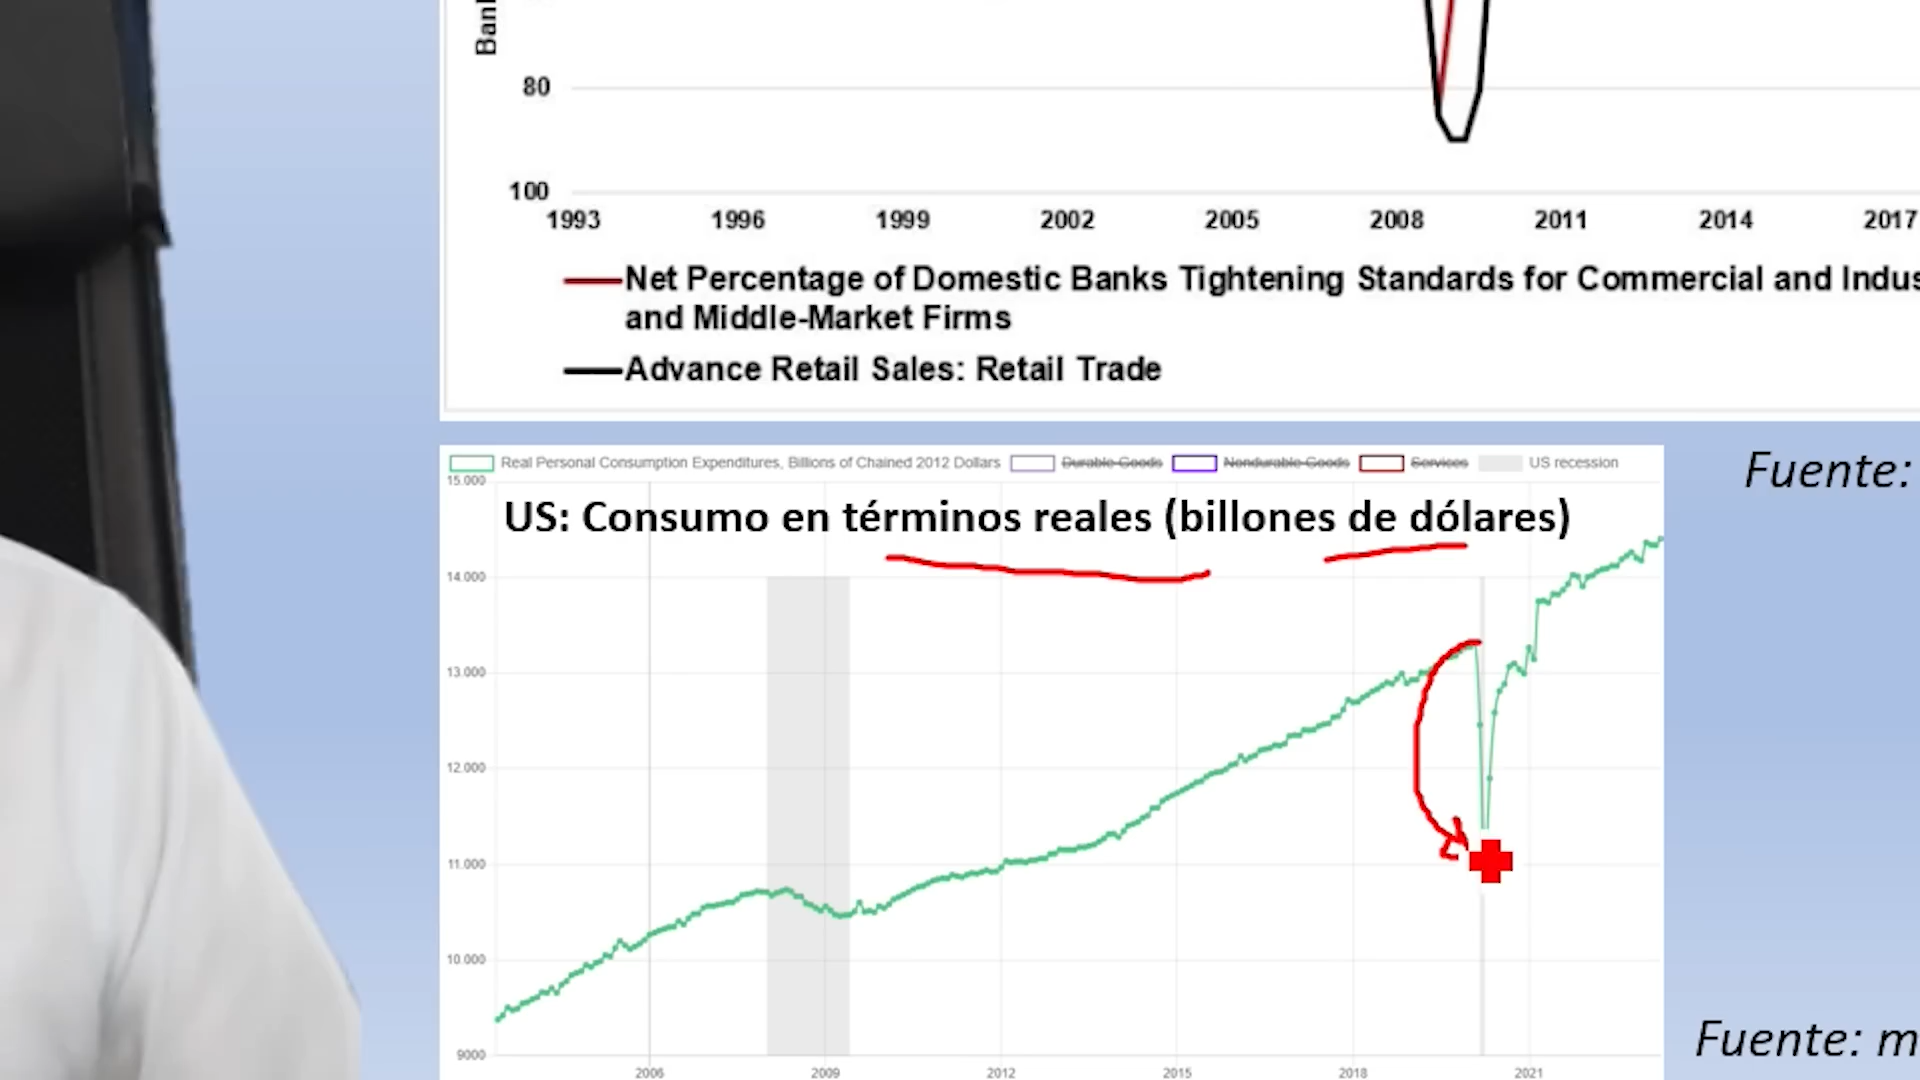 80
100
1993 1996 1999 2002 2005 2008 2011 2014 2017
Net Percentage of Domestic Banks Tightening Standards for Commercial and
and Middle-Market Firms
Advance Retail Sales: Retail Trade
Real Personal Consumption Expenditures, Billions of Chained 2012 Dollars Durable Goods Nondurable Goods Services US recession
Fuente:
15.000
US: Consumo en términos reales (billones de dólares)
14.000
13.000
12.000
11.000
10.000
9000
Fuente: m
2006 2009 2012 2015 2018 2021